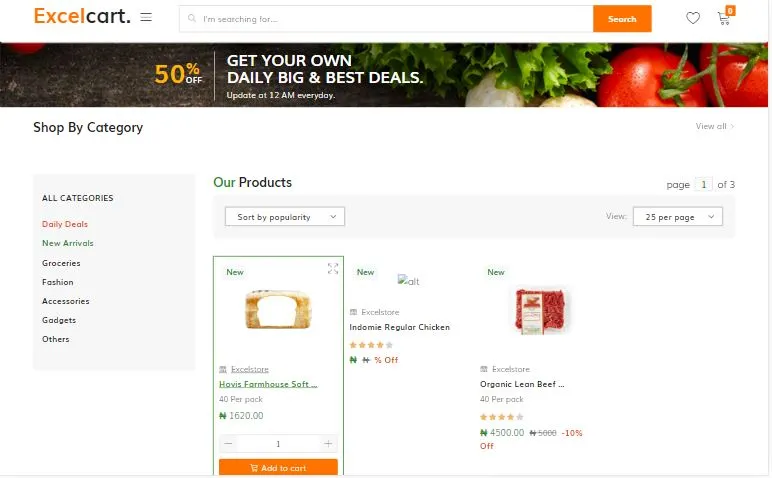 Excelcart.
I'm searching for...
Search
0
50%
OFF
GET YOUR OWN
DAILY BIG & BEST DEALS.
Update at 12 AM everyday.
Shop By Category
View all >
ALL CATEGORIES
Daily Deals
New Arrivals
Groceries
Fashion
Accessories
Gadgets
Others
Our Products
page 1 of 3
Sort by popularity
View: 25 per page
New
Excelstore
Hovis Farmhouse Soft ...
40 Per pack
₦ 1620.00
− 1 +
Add to cart
New
alt
Excelstore
Indomie Regular Chicken
₦ ₦ % Off
New
Excelstore
Organic Lean Beef ...
40 Per pack
₦ 4500.00 ₦ 5000 -10%
Off